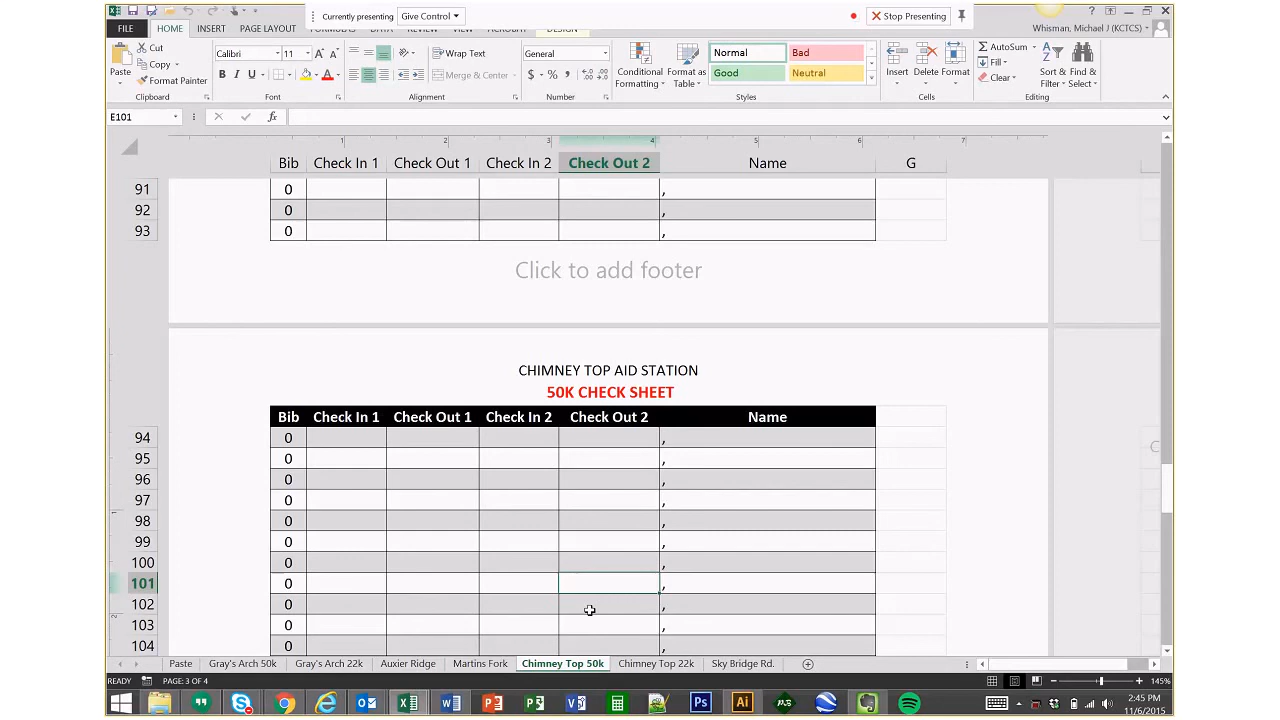 Currently presenting Give Control Stop Presenting
FILE HOME INSERT PAGE LAYOUT
Whisman, Michael J (KCTCS)
Paste Cut Copy Format Painter
Clipboard
Calibri 11
B I U
Font
Wrap Text
Merge & Center
Alignment
General
$ % ,
Number
Conditional Formatting Format as Table
Normal Bad
Good Neutral
Styles
Insert Delete Format
Cells
AutoSum
Fill
Clear
Sort & Filter Find & Select
Editing
E101
fx
1 2 3 4 5 6 7
Bib Check In 1 Check Out 1 Check In 2 Check Out 2 Name G
91 0 ,
92 0 ,
93 0 ,
Click to add footer
CHIMNEY TOP AID STATION
50K CHECK SHEET
Bib Check In 1 Check Out 1 Check In 2 Check Out 2 Name
94 0 ,
95 0 ,
96 0 ,
97 0 ,
98 0 ,
99 0 ,
100 0 ,
101 0 ,
102 0 ,
103 0 ,
104 0 ,
Paste Gray's Arch 50k Gray's Arch 22k Auxier Ridge Martins Fork Chimney Top 50k Chimney Top 22k Sky Bridge Rd.
READY PAGE: 3 OF 4 145%
2:45 PM
11/6/2015